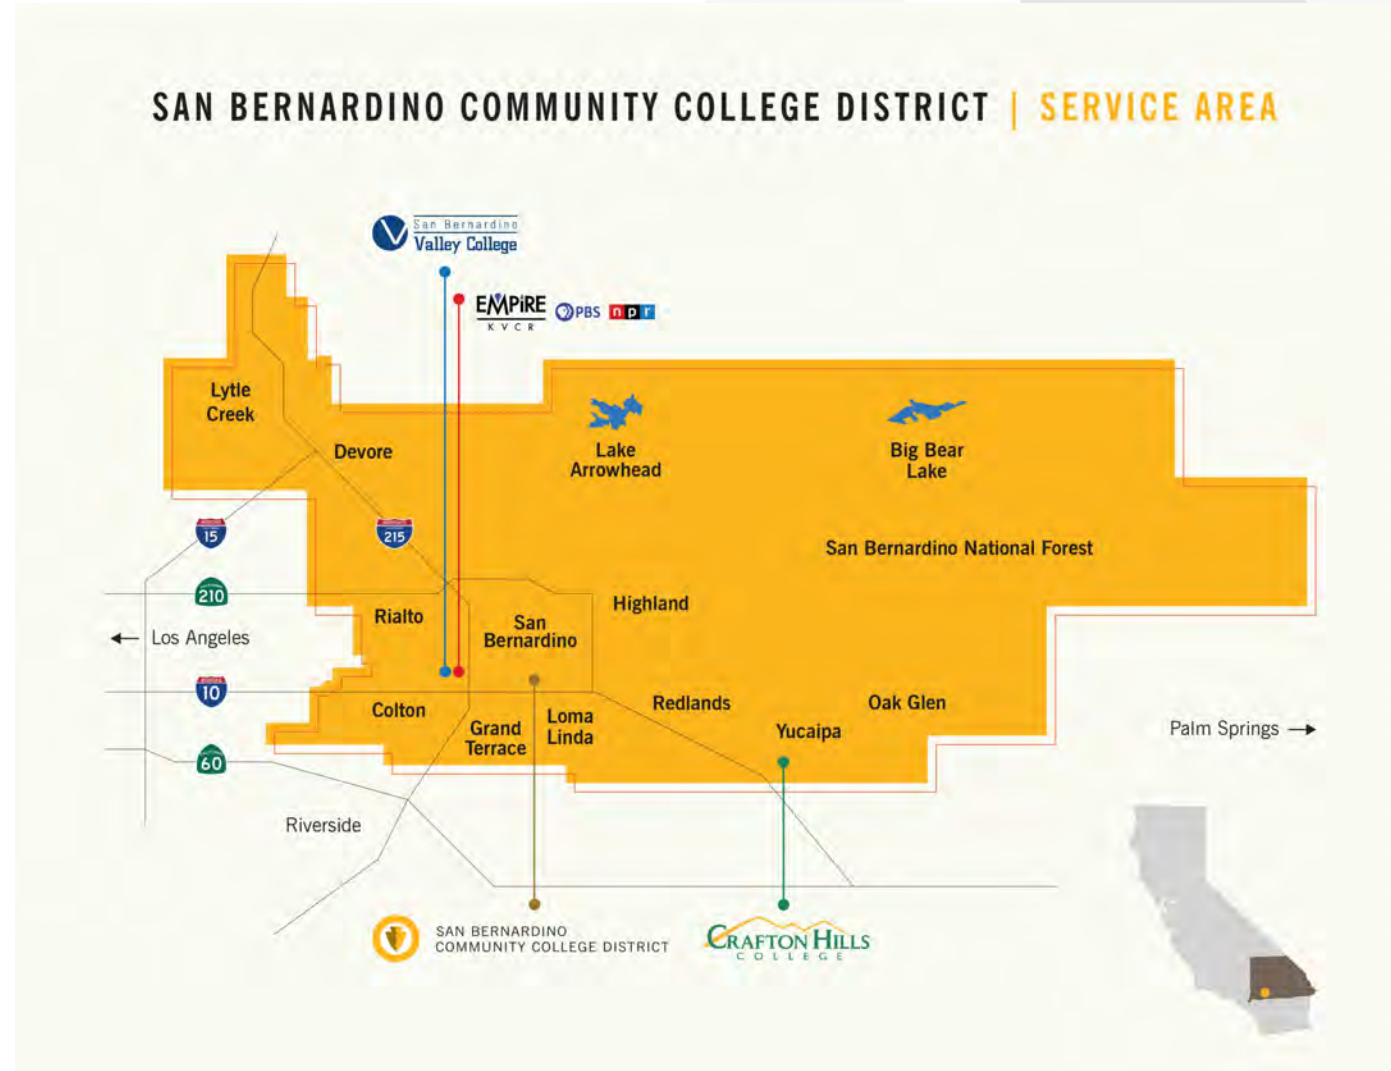 SAN BERNARDINO COMMUNITY COLLEGE DISTRICT | SERVICE AREA
San Bernardino
Valley College
EMPIRE
KVCR
PBS
npr
Lytle
Creek
Devore
Lake
Arrowhead
Big Bear
Lake
15
215
San Bernardino National Forest
210
Rialto
San
Bernardino
Highland
Los Angeles
10
Colton
Grand
Terrace
Loma
Linda
Redlands
Oak Glen
Yucaipa
Palm Springs
60
Riverside
SAN BERNARDINO
COMMUNITY COLLEGE DISTRICT
CRAFTON HILLS
COLLEGE